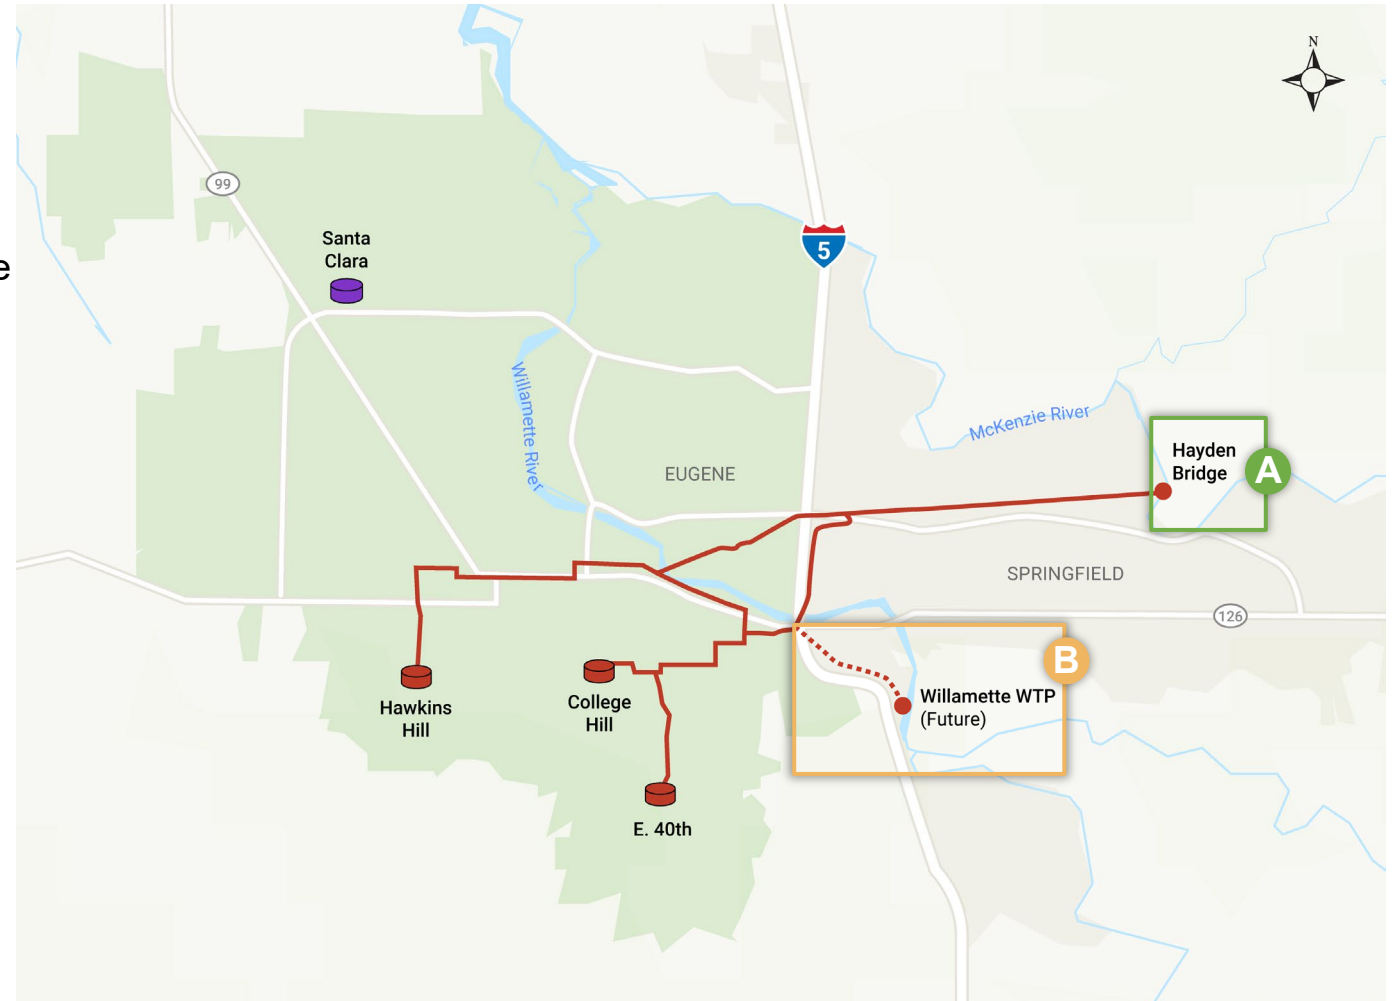 N
99
Santa
Clara
5
e
Willamette River
McKenzie River
Hayden
Bridge
A
EUGENE
SPRINGFIELD
126
B
Willamette WTP
(Future)
Hawkins
Hill
College
Hill
E. 40th